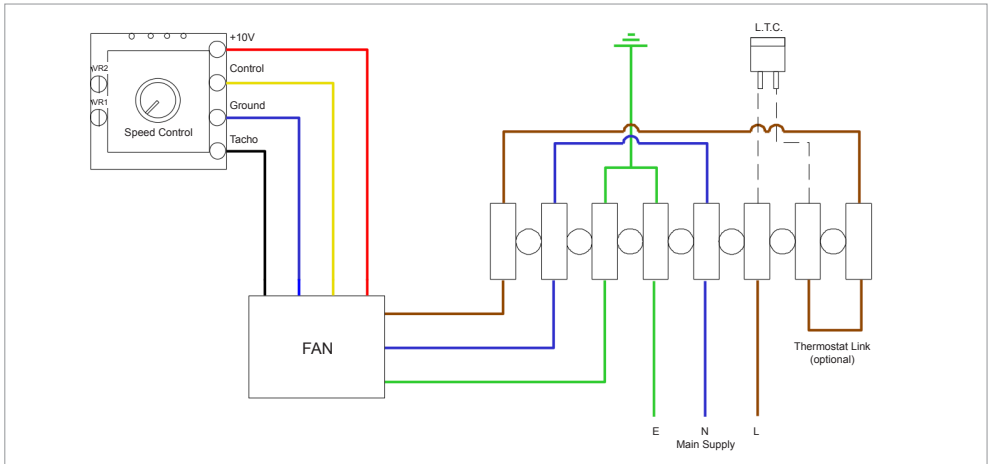 +10V
Control
Ground
Tacho
VR2
VR1
Speed Control
L.T.C.
FAN
Thermostat Link
(optional)
E N L
Main Supply